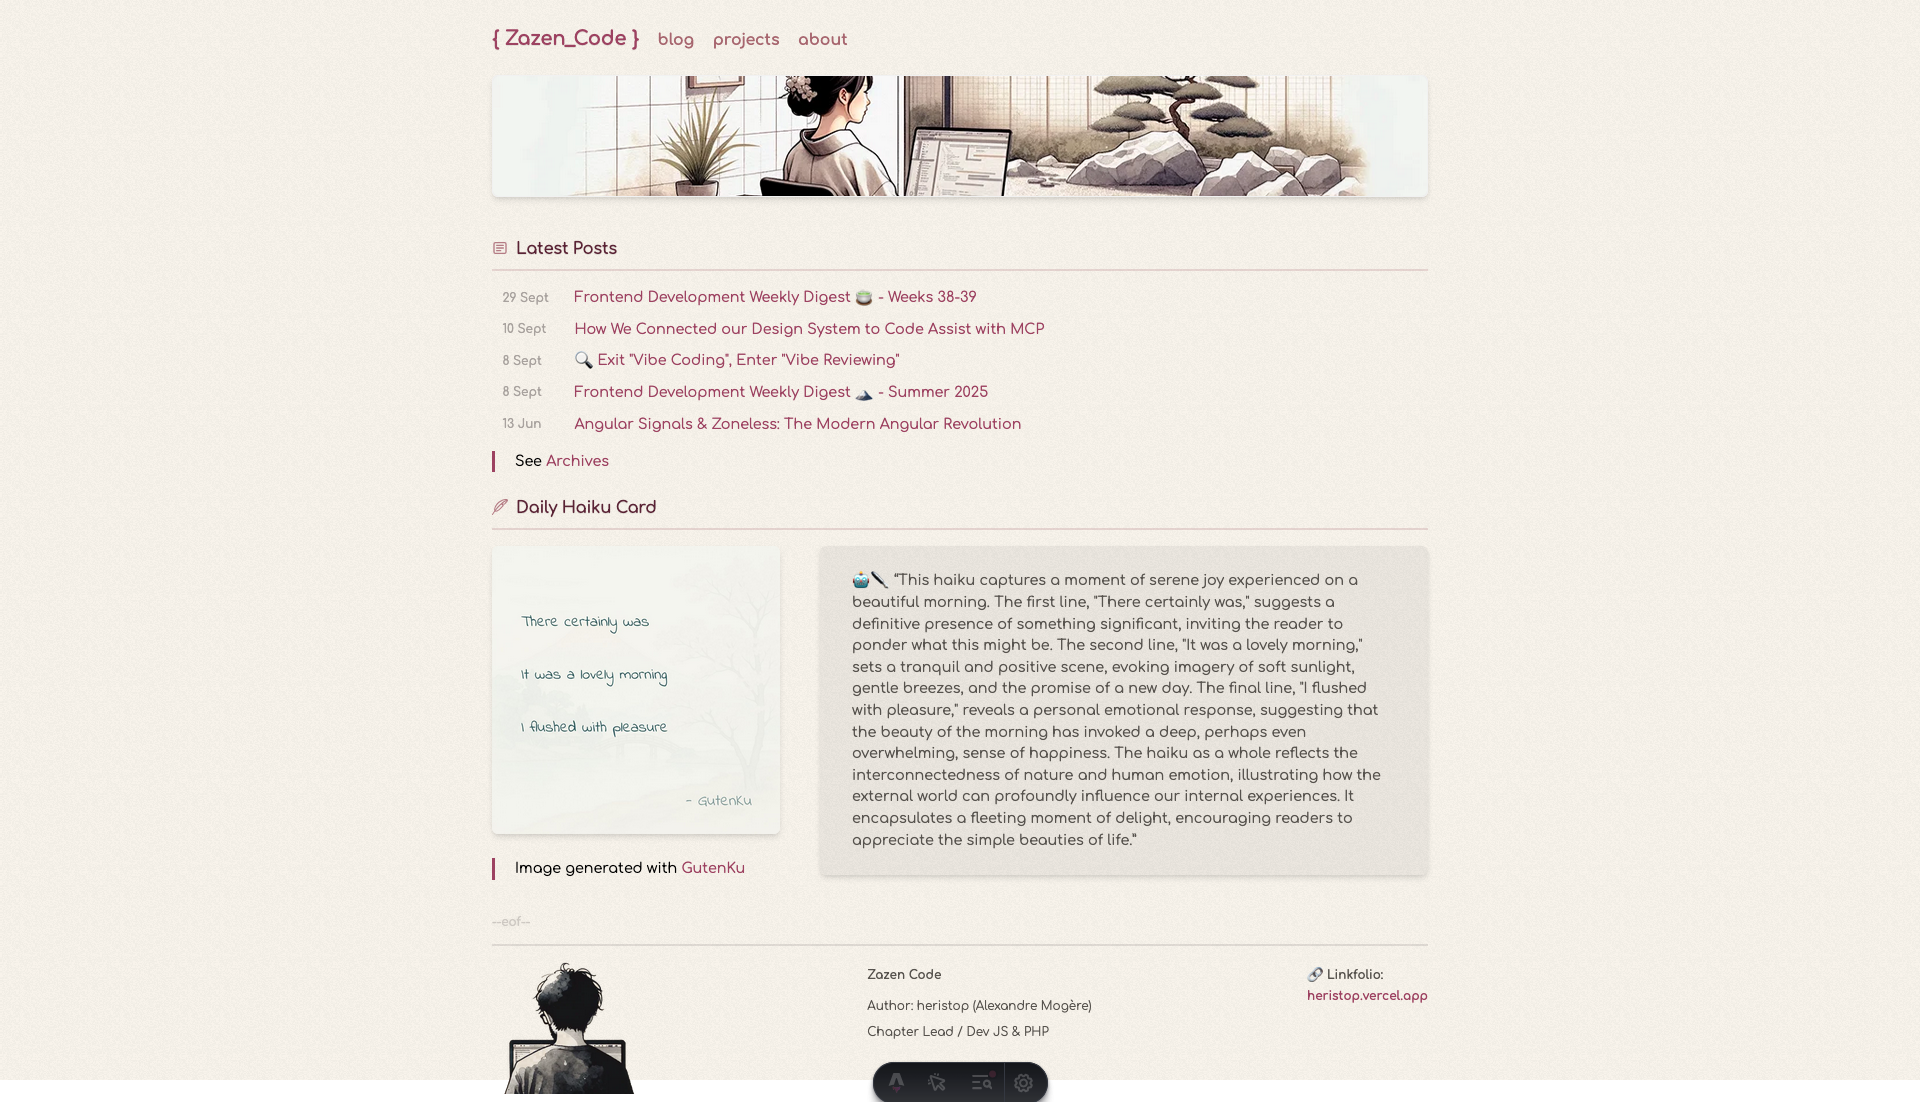 { Zazen_Code } blog projects about
Latest Posts
29 Sept Frontend Development Weekly Digest 🍵 - Weeks 38-39
10 Sept How We Connected our Design System to Code Assist with MCP
8 Sept 🔍 Exit "Vibe Coding", Enter "Vibe Reviewing"
8 Sept Frontend Development Weekly Digest ⛰️ - Summer 2025
13 Jun Angular Signals & Zoneless: The Modern Angular Revolution
See Archives
Daily Haiku Card
There certainly was
It was a lovely morning
I flushed with pleasure
- GutenKu
Image generated with GutenKu
🤖✒️ “This haiku captures a moment of serene joy experienced on a
beautiful morning. The first line, "There certainly was," suggests a
definitive presence of something significant, inviting the reader to
ponder what this might be. The second line, "It was a lovely morning,"
sets a tranquil and positive scene, evoking imagery of soft sunlight,
gentle breezes, and the promise of a new day. The final line, "I flushed
with pleasure," reveals a personal emotional response, suggesting that
the beauty of the morning has invoked a deep, perhaps even
overwhelming, sense of happiness. The haiku as a whole reflects the
interconnectedness of nature and human emotion, illustrating how the
external world can profoundly influence our internal experiences. It
encapsulates a fleeting moment of delight, encouraging readers to
appreciate the simple beauties of life.”
--eof--
Zazen Code
Author: heristop (Alexandre Mogère)
Chapter Lead / Dev JS & PHP
🔗 Linkfolio:
heristop.vercel.app